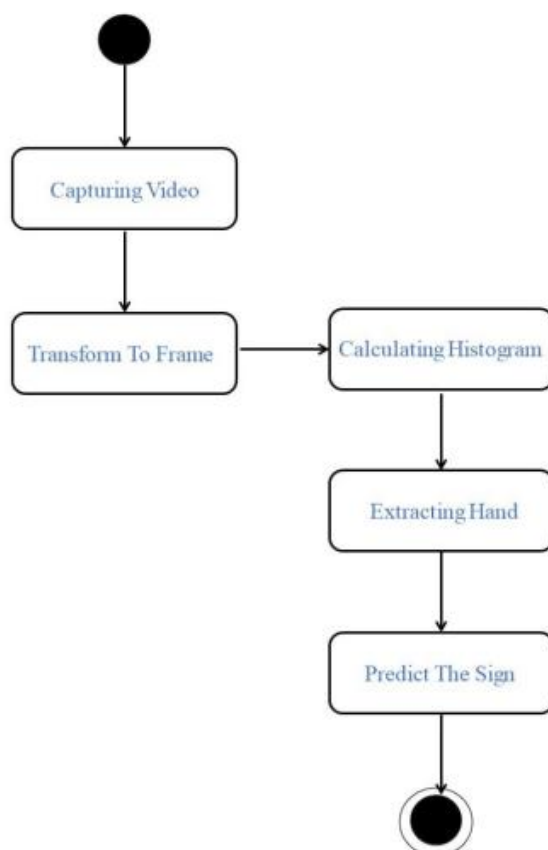 Capturing Video
Transform To Frame
Calculating Histogram
Extracting Hand
Predict The Sign